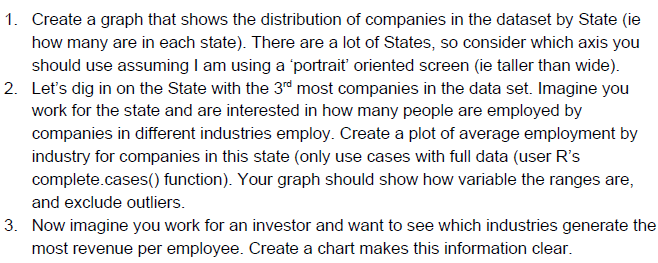 1. Create a graph that shows the distribution of companies in the dataset by State (ie
how many are in each state). There are a lot of States, so consider which axis you
should use assuming I am using a ‘portrait’ oriented screen (ie taller than wide).
2. Let’s dig in on the State with the 3rd most companies in the data set. Imagine you
work for the state and are interested in how many people are employed by
companies in different industries employ. Create a plot of average employment by
industry for companies in this state (only use cases with full data (user R’s
complete.cases() function). Your graph should show how variable the ranges are,
and exclude outliers.
3. Now imagine you work for an investor and want to see which industries generate the
most revenue per employee. Create a chart makes this information clear.